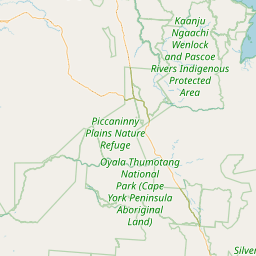 Kaanju
Ngaachi
Wenlock
and Pascoe
Rivers Indigenous
Protected
Area
Piccaninny
Plains Nature
Refuge
Oyala Thumotang
National
Park (Cape
York Peninsula
Aboriginal
Land)
Silver